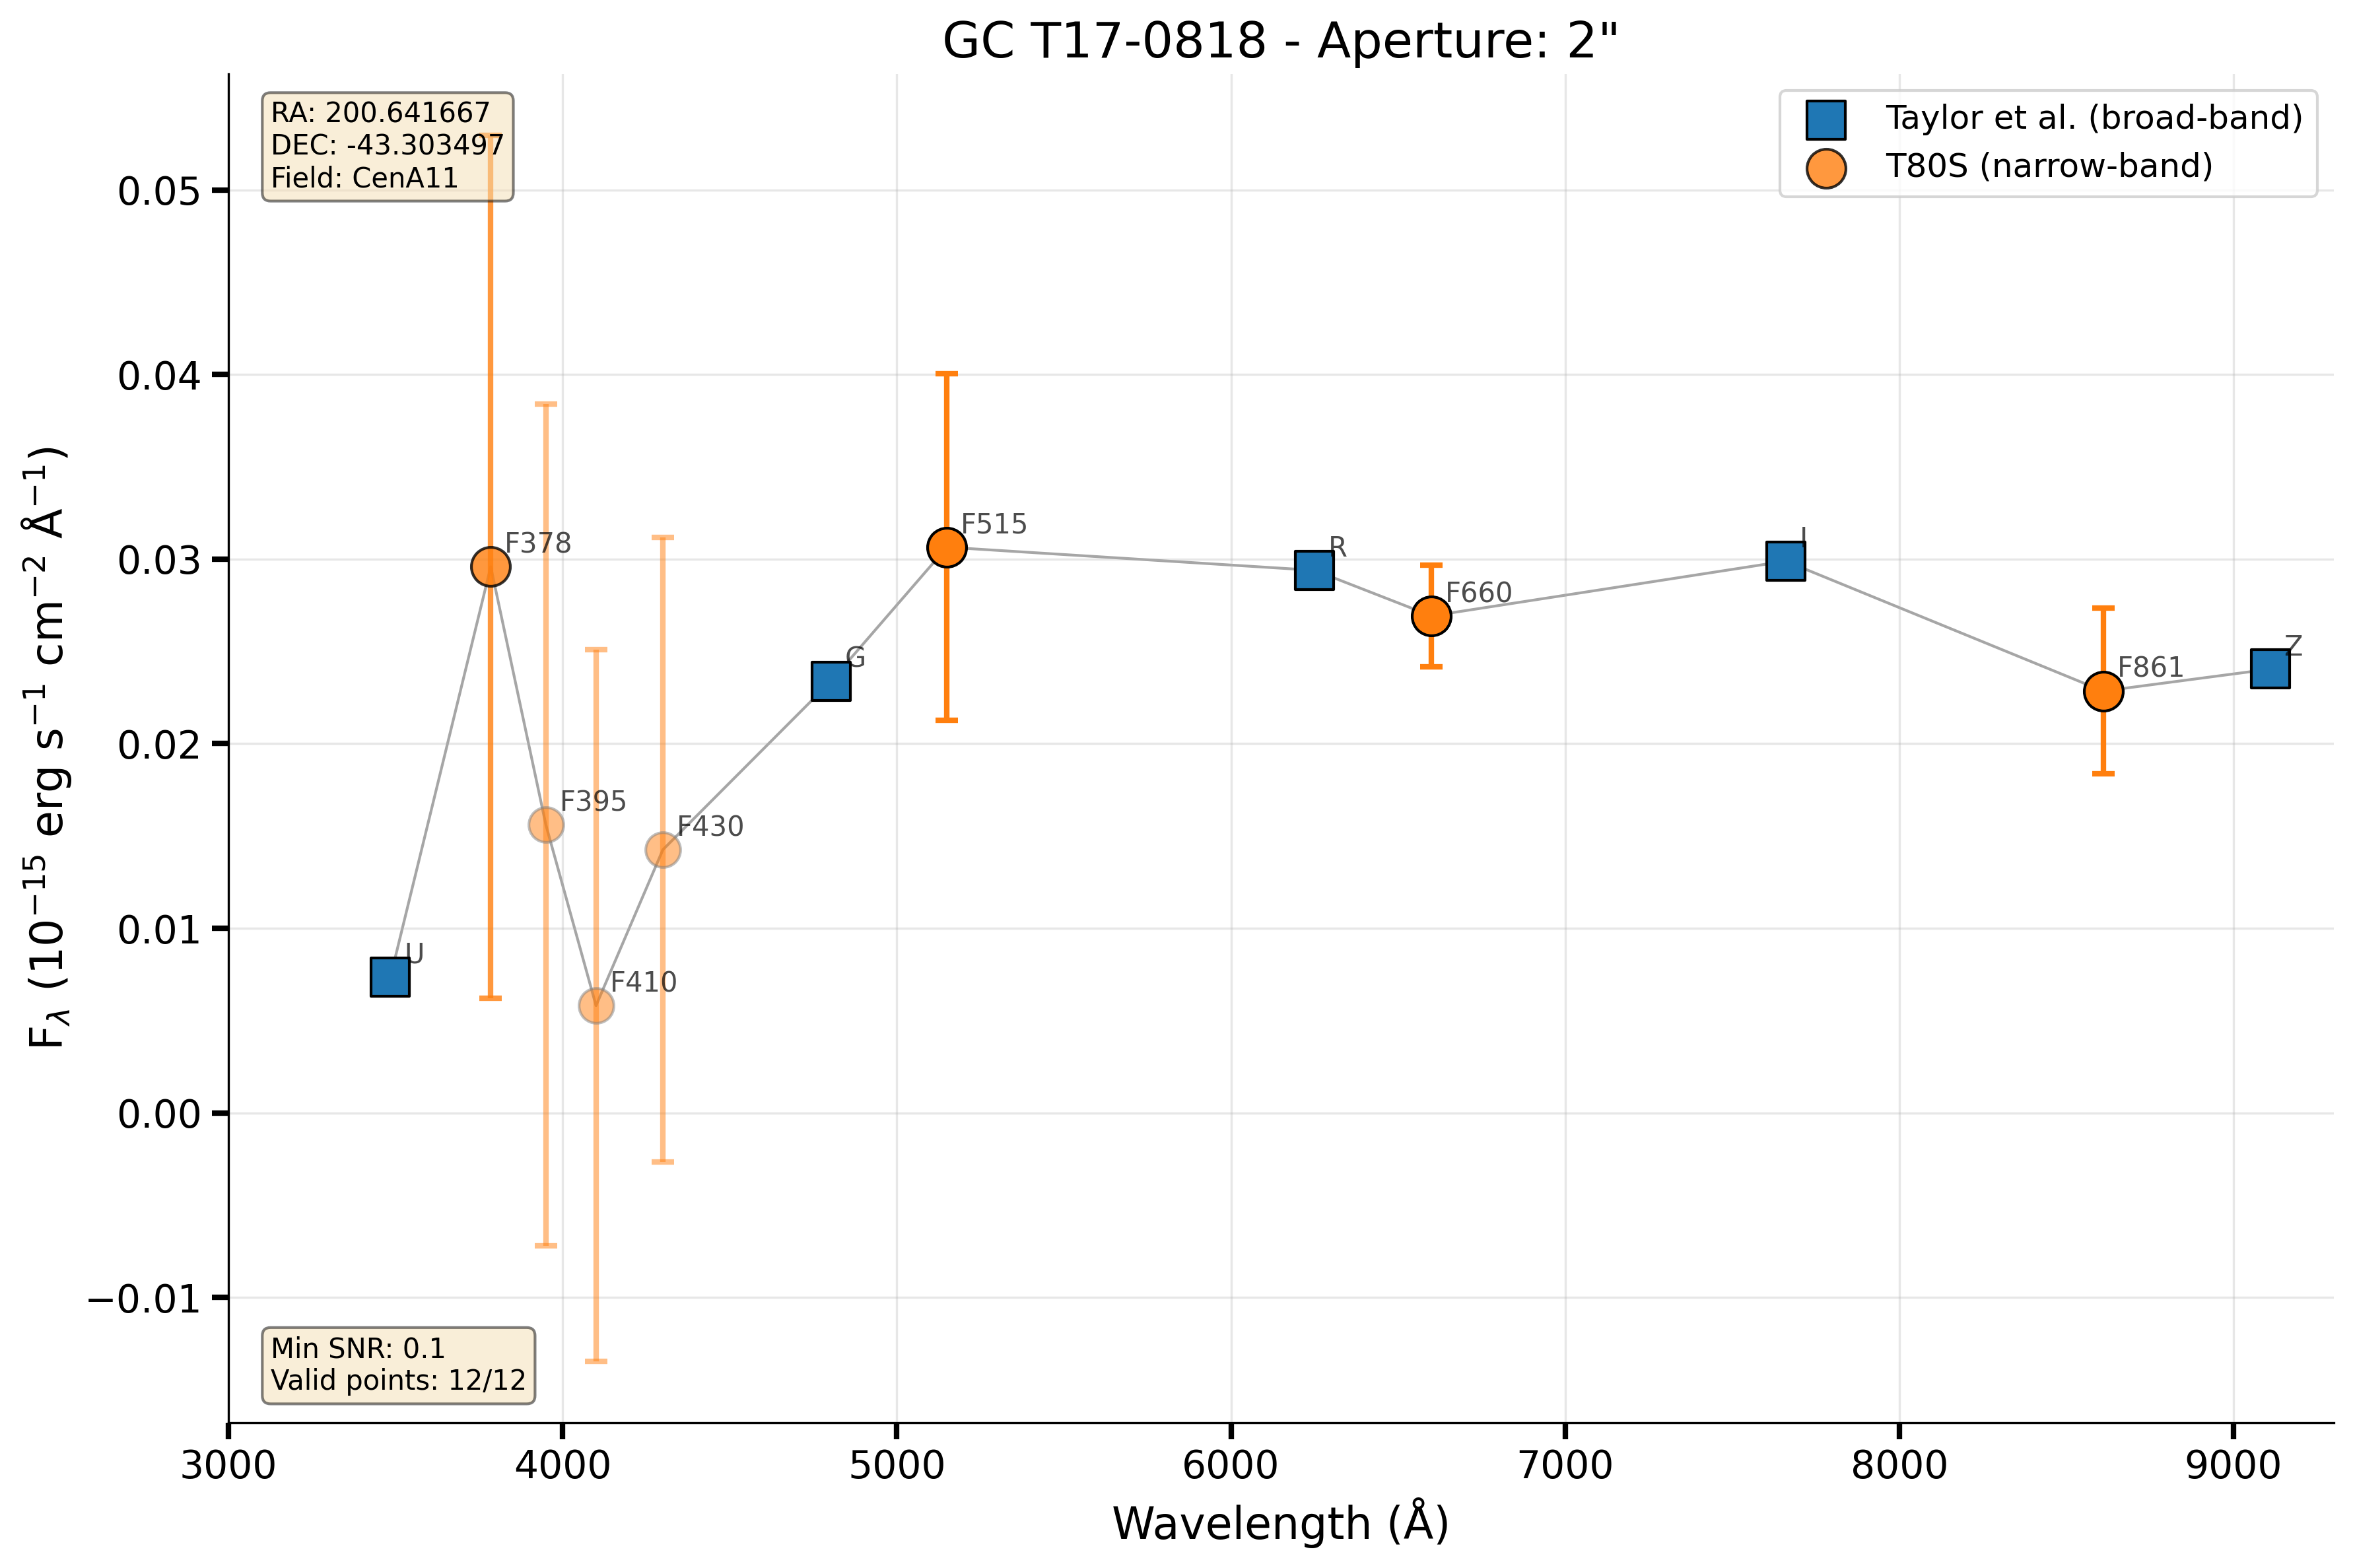 GC T17-0818 - Aperture: 2"
RA: 200.641667
DEC: -43.303497
Field: CenA11
Taylor et al. (broad-band)
T80S (narrow-band)
0.05
0.04
0.03
0.02
0.01
0.00
−0.01
F_λ (10⁻¹⁵ erg s⁻¹ cm⁻² Å⁻¹)
U
F378
F395
F410
F430
G
F515
R
F660
I
F861
Z
Min SNR: 0.1
Valid points: 12/12
3000 4000 5000 6000 7000 8000 9000
Wavelength (Å)